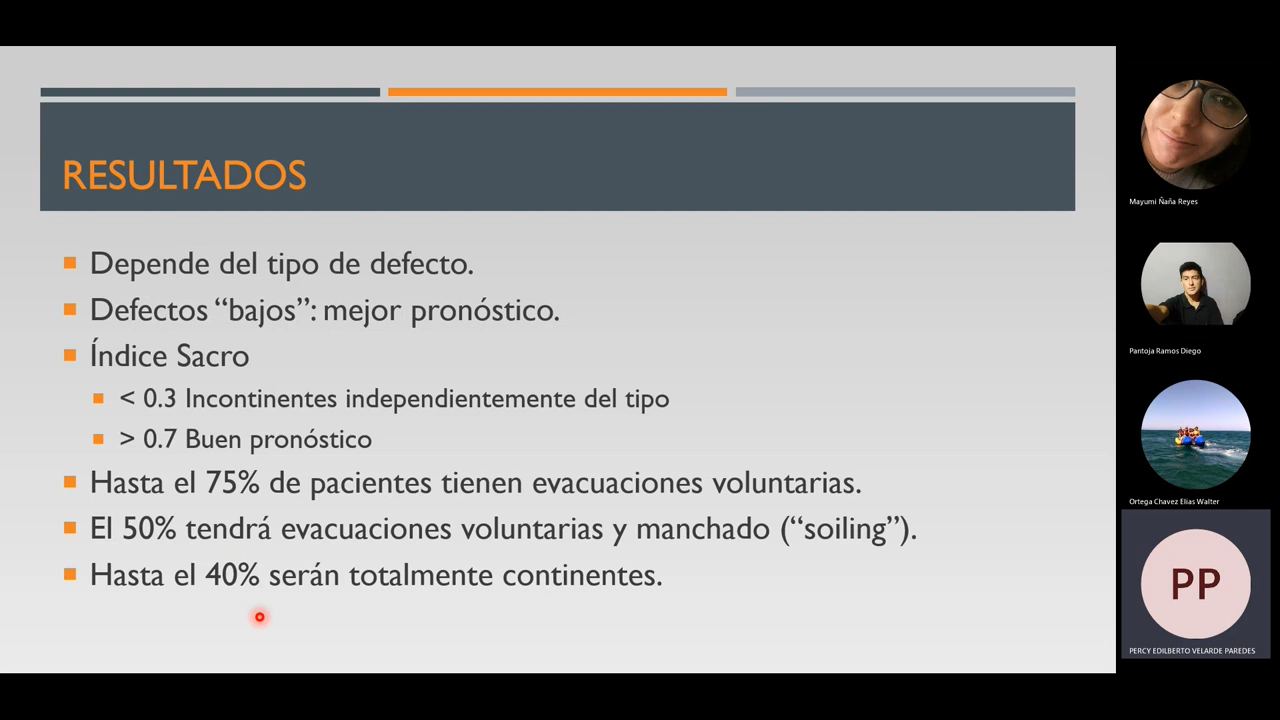 RESULTADOS
Depende del tipo de defecto.
Defectos “bajos”: mejor pronóstico.
Índice Sacro
< 0.3 Incontinentes independientemente del tipo
> 0.7 Buen pronóstico
Hasta el 75% de pacientes tienen evacuaciones voluntarias.
El 50% tendrá evacuaciones voluntarias y manchado (“soiling”).
Hasta el 40% serán totalmente continentes.
Mayumi Ñaña Reyes
Pantoja Ramos Diego
Ortega Chavez Elias Walter
PP
PERCY EDILBERTO VELARDE PAREDES